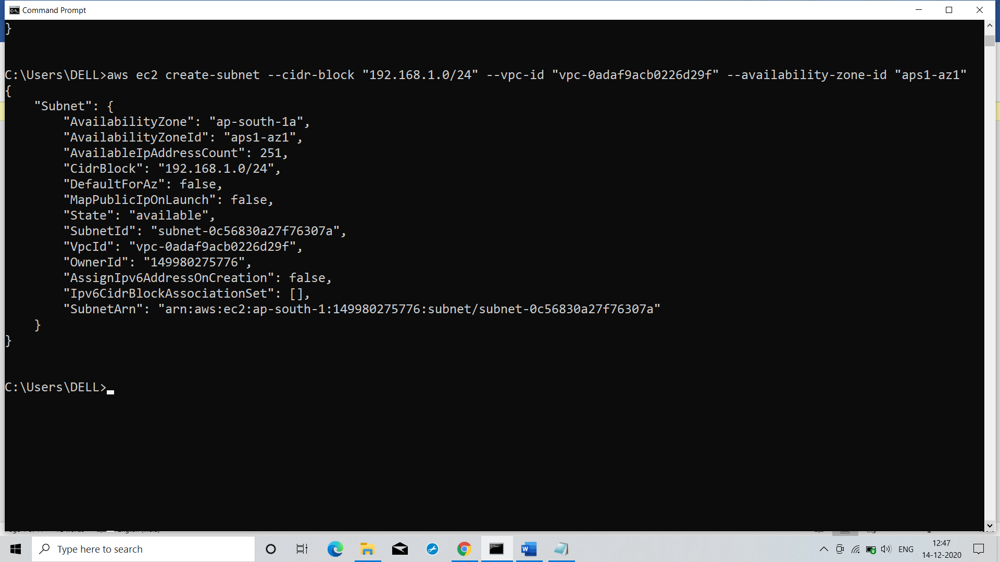 Command Prompt
}
C:\Users\DELL>aws ec2 create-subnet --cidr-block "192.168.1.0/24" --vpc-id "vpc-0adaf9acb0226d29f" --availability-zone-id "aps1-az1"
{
    "Subnet": {
        "AvailabilityZone": "ap-south-1a",
        "AvailabilityZoneId": "aps1-az1",
        "AvailableIpAddressCount": 251,
        "CidrBlock": "192.168.1.0/24",
        "DefaultForAz": false,
        "MapPublicIpOnLaunch": false,
        "State": "available",
        "SubnetId": "subnet-0c56830a27f76307a",
        "VpcId": "vpc-0adaf9acb0226d29f",
        "OwnerId": "149980275776",
        "AssignIpv6AddressOnCreation": false,
        "Ipv6CidrBlockAssociationSet": [],
        "SubnetArn": "arn:aws:ec2:ap-south-1:149980275776:subnet/subnet-0c56830a27f76307a"
    }
}
C:\Users\DELL>
Type here to search
ENG
12:47
14-12-2020